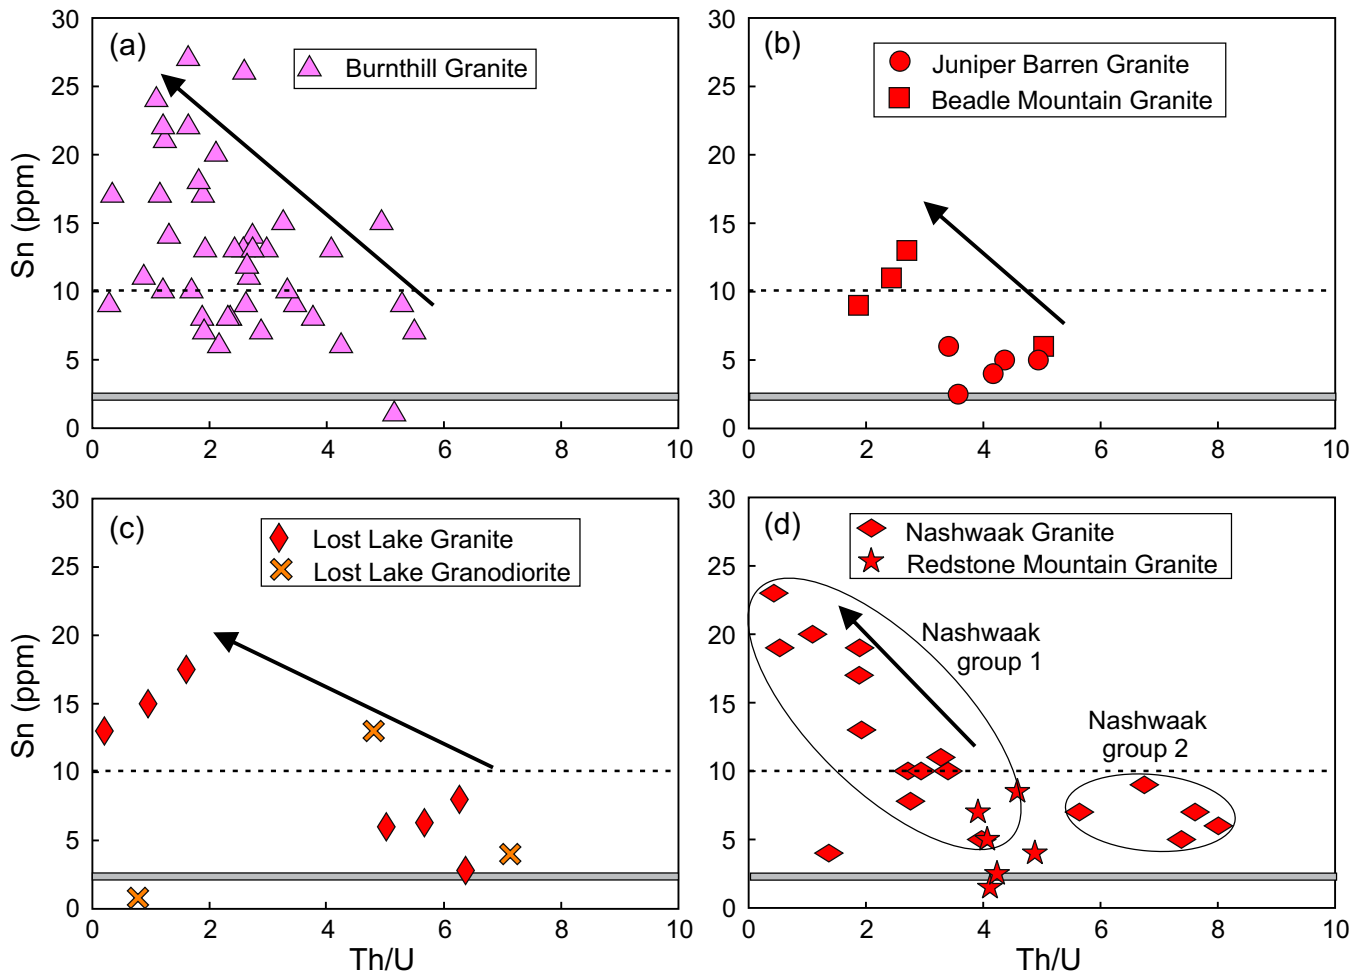 (a)
Burnthill Granite
Sn (ppm)
30
25
20
15
10
5
0
0 2 4 6 8 10
(b)
Juniper Barren Granite
Beadle Mountain Granite
30
25
20
15
10
5
0
0 2 4 6 8 10
(c)
Lost Lake Granite
Lost Lake Granodiorite
Sn (ppm)
30
25
20
15
10
5
0
0 2 4 6 8 10
Th/U
(d)
Nashwaak Granite
Redstone Mountain Granite
Nashwaak
group 1
Nashwaak
group 2
30
25
20
15
10
5
0
0 2 4 6 8 10
Th/U